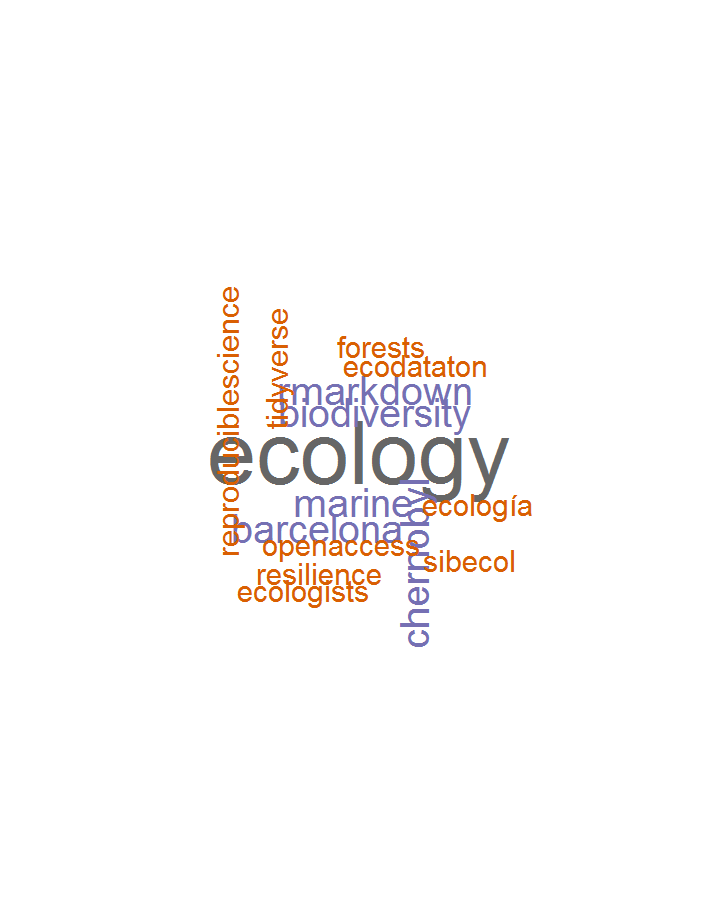 reproduciblescience
tidyverse
forests
ecodataton
rmarkdown
biodiversity
ecology
marine
chernobyl
ecología
barcelona
openaccess
sibecol
resilience
ecologists